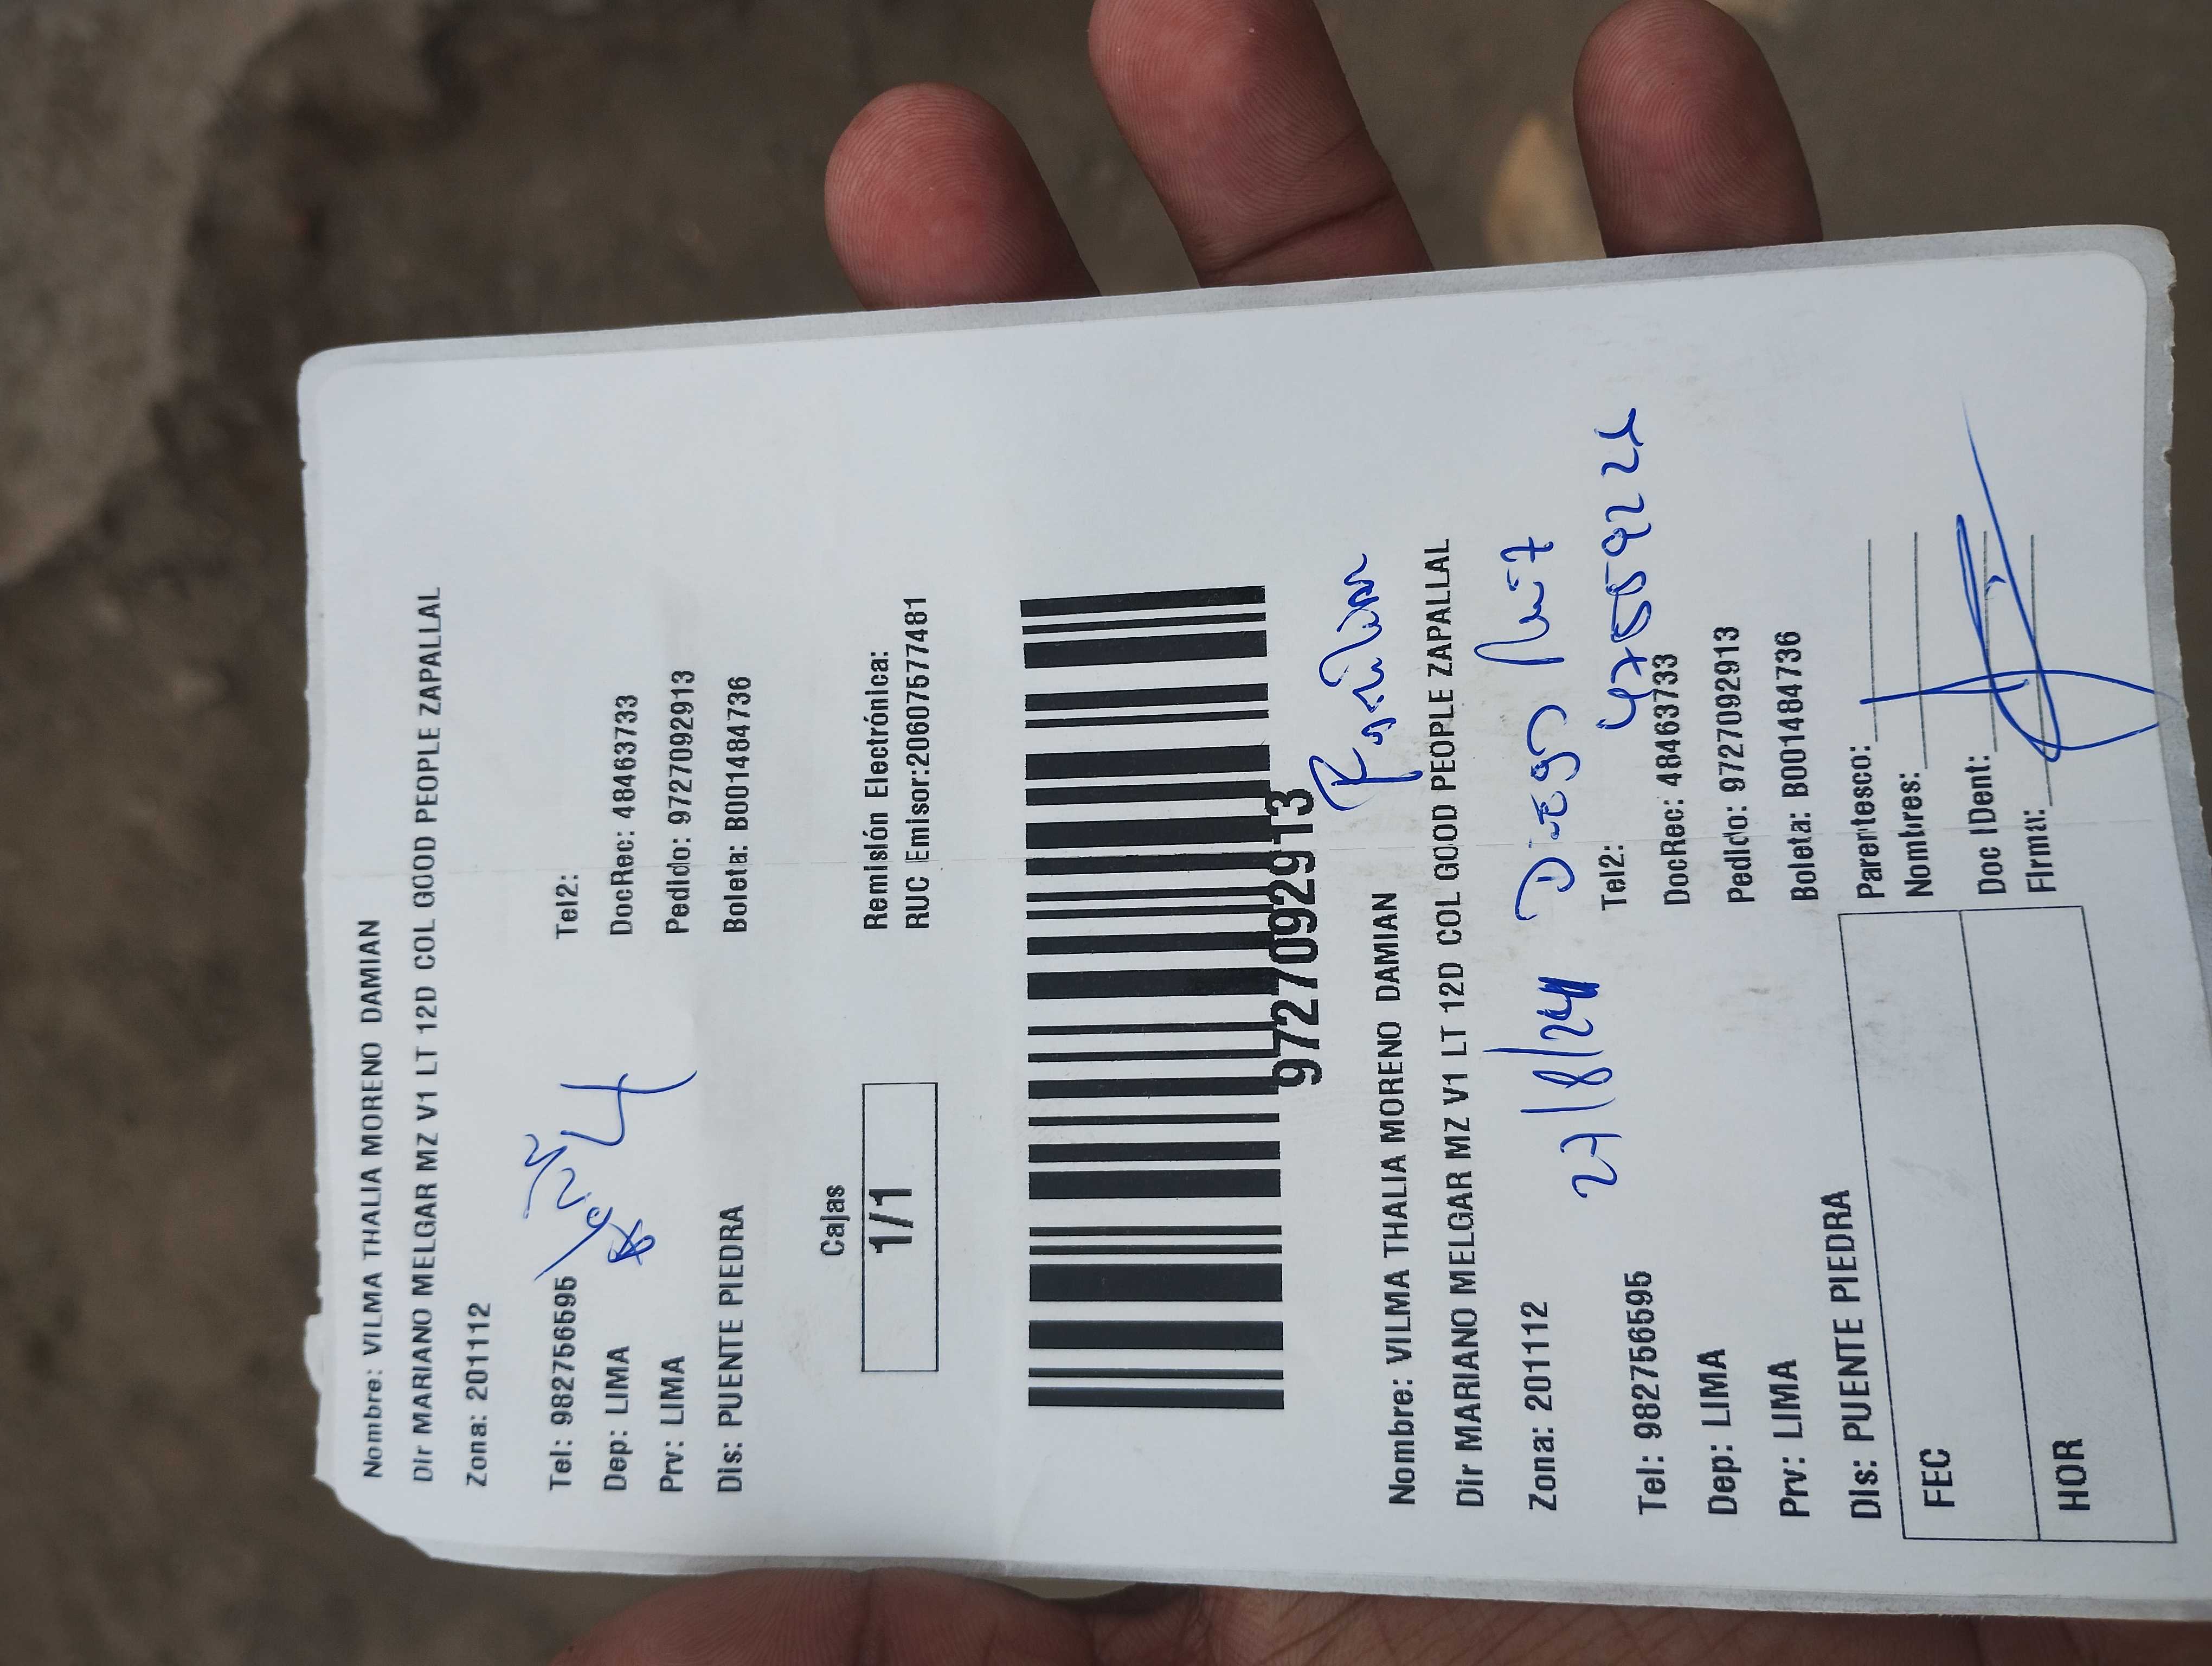 Nombre: VILMA THALIA MORENO DAMIAN
Dir MARIANO MELGAR MZ V1 LT 12D COL GOOD PEOPLE ZAPALLAL
Zona: 201112
Tel: 982756595 Tel2:
Dep: LIMA DocRec: 48463733
Prv: LIMA Pedido: 9727092913
Dis: PUENTE PIEDRA Boleta: B001484736
Cajas
1/1
Remisión Electrónica:
RUC Emisor:20607577481
9727092913
Nombre: VILMA THALIA MORENO DAMIAN
Dir MARIANO MELGAR MZ V1 LT 12D COL GOOD PEOPLE ZAPALLAL
Zona: 201112
27/8/24 Diego
Tel: 982756595 Tel2:
Dep: LIMA DocRec: 48463733
Prv: LIMA Pedido: 9727092913
Dis: PUENTE PIEDRA Boleta: B001484736
FEC
HOR
Parentesco:
Nombres:
Doc IDent:
Firma: